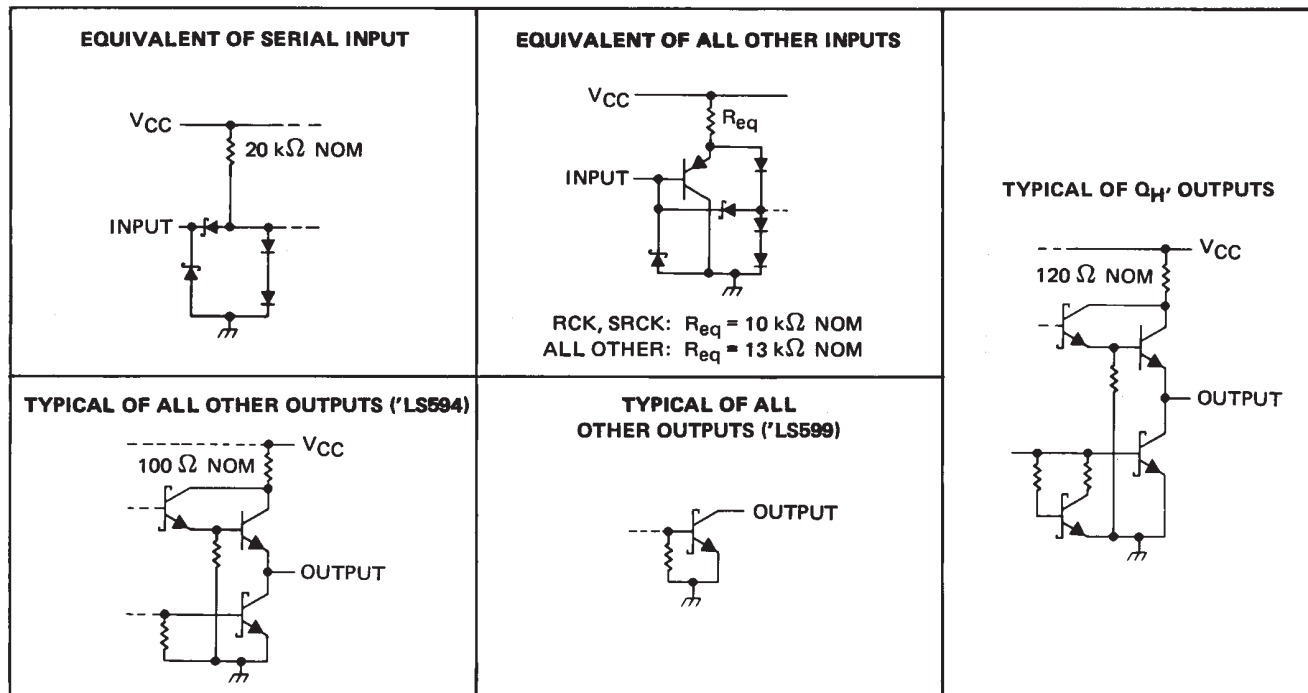 EQUIVALENT OF SERIAL INPUT
VCC
20 kΩ NOM
INPUT
EQUIVALENT OF ALL OTHER INPUTS
VCC
Req
INPUT
RCK, SRCK: Req = 10 kΩ NOM
ALL OTHER: Req = 13 kΩ NOM
TYPICAL OF QH' OUTPUTS
VCC
120 Ω NOM
OUTPUT
TYPICAL OF ALL OTHER OUTPUTS ('LS594)
VCC
100 Ω NOM
OUTPUT
TYPICAL OF ALL
OTHER OUTPUTS ('LS599)
OUTPUT